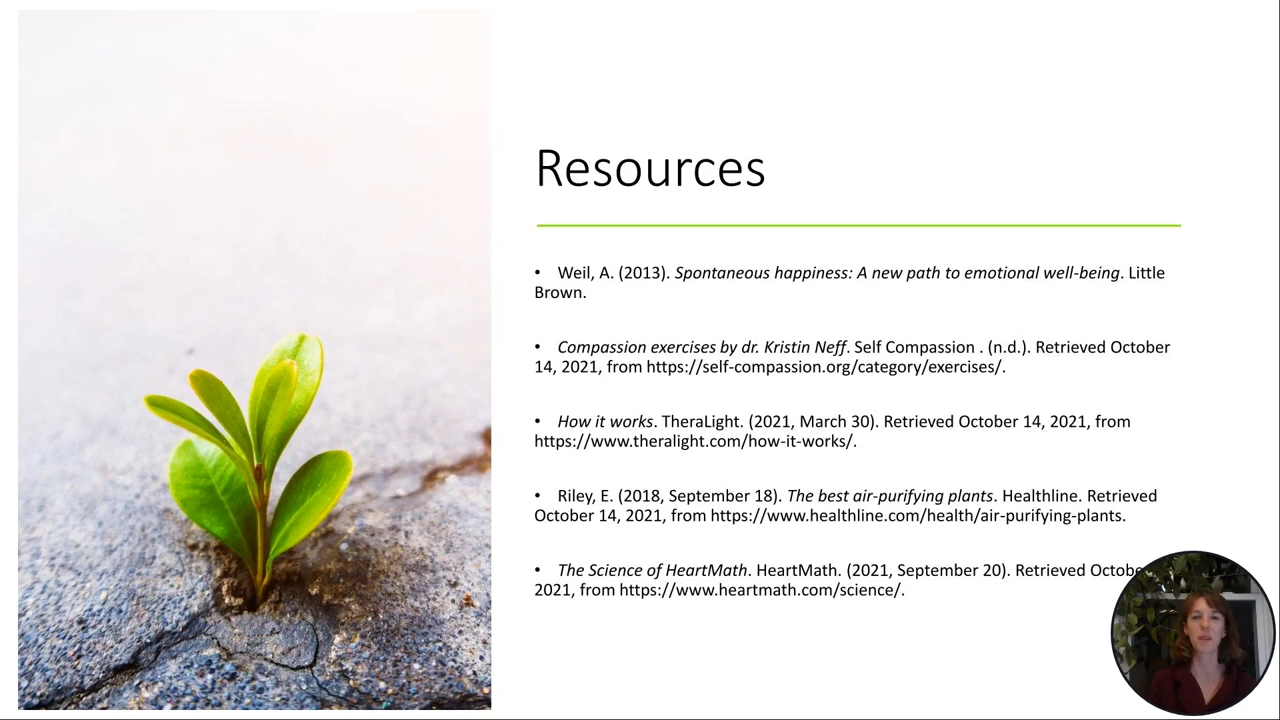 Resources
• Weil, A. (2013). Spontaneous happiness: A new path to emotional well-being. Little
Brown.
• Compassion exercises by dr. Kristin Neff. Self Compassion . (n.d.). Retrieved October
14, 2021, from https://self-compassion.org/category/exercises/.
• How it works. TheraLight. (2021, March 30). Retrieved October 14, 2021, from
https://www.theralight.com/how-it-works/.
• Riley, E. (2018, September 18). The best air-purifying plants. Healthline. Retrieved
October 14, 2021, from https://www.healthline.com/health/air-purifying-plants.
• The Science of HeartMath. HeartMath. (2021, September 20). Retrieved
2021, from https://www.heartmath.com/science/.